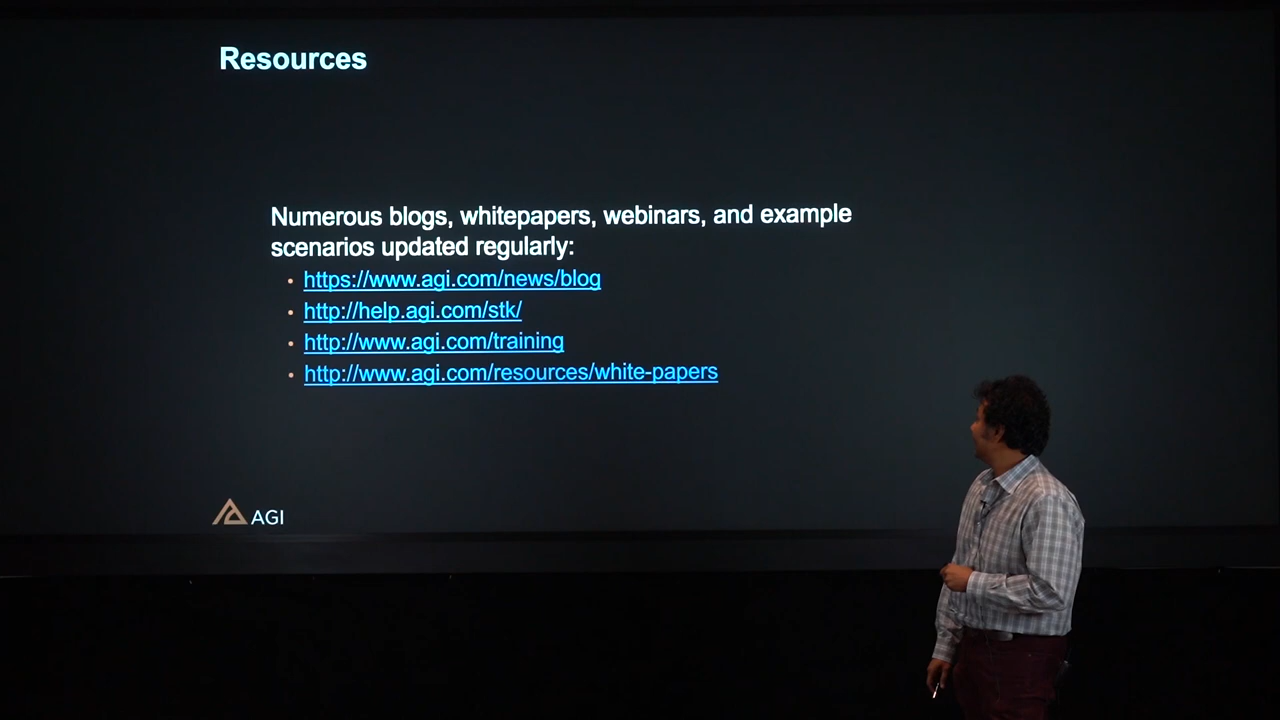 Resources
Numerous blogs, whitepapers, webinars, and example
scenarios updated regularly:
• https://www.agi.com/news/blog
• http://help.agi.com/stk/
• http://www.agi.com/training
• http://www.agi.com/resources/white-papers
AGI